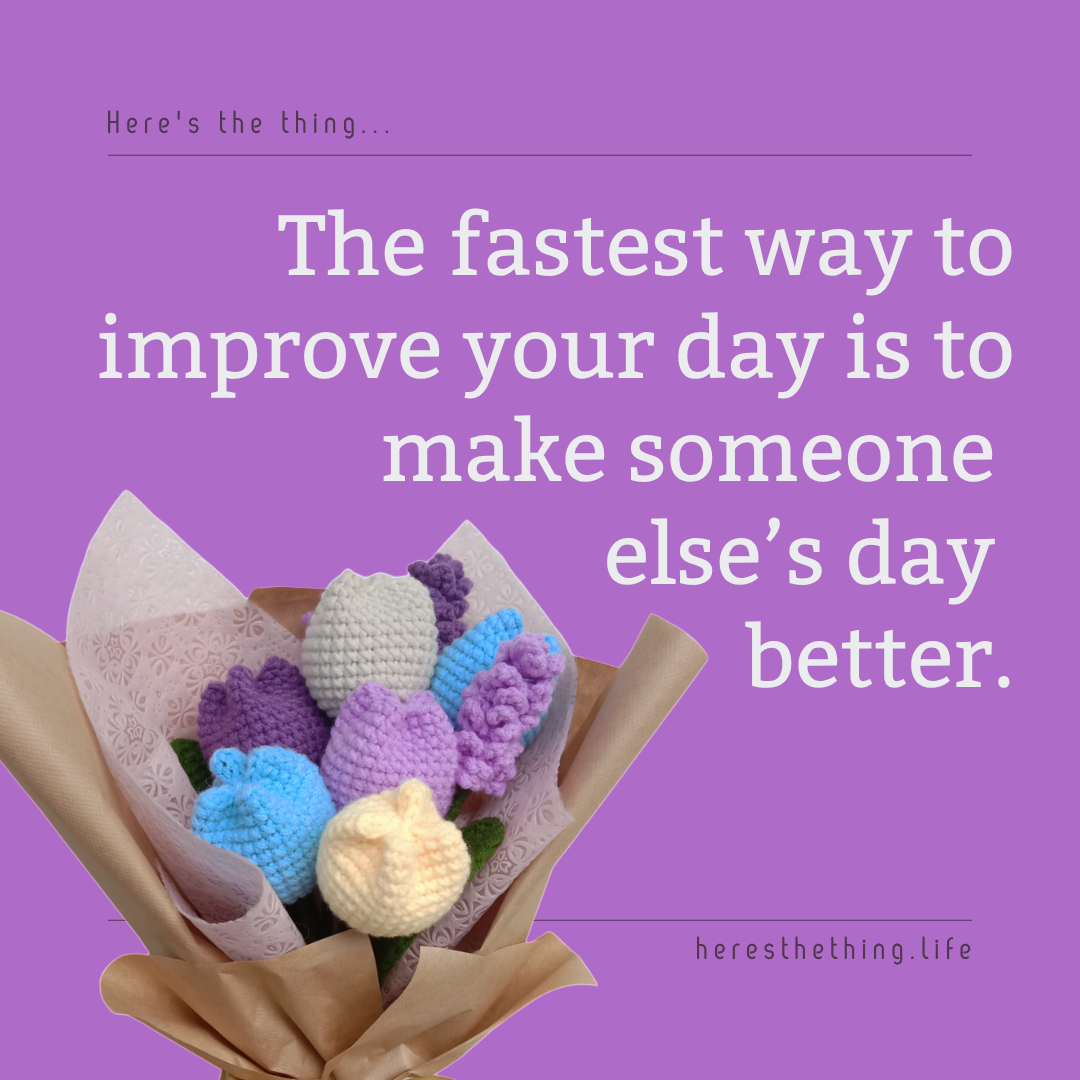 Here's the thing...
The fastest way to
improve your day is to
make someone
else’s day
better.
heresthething.life